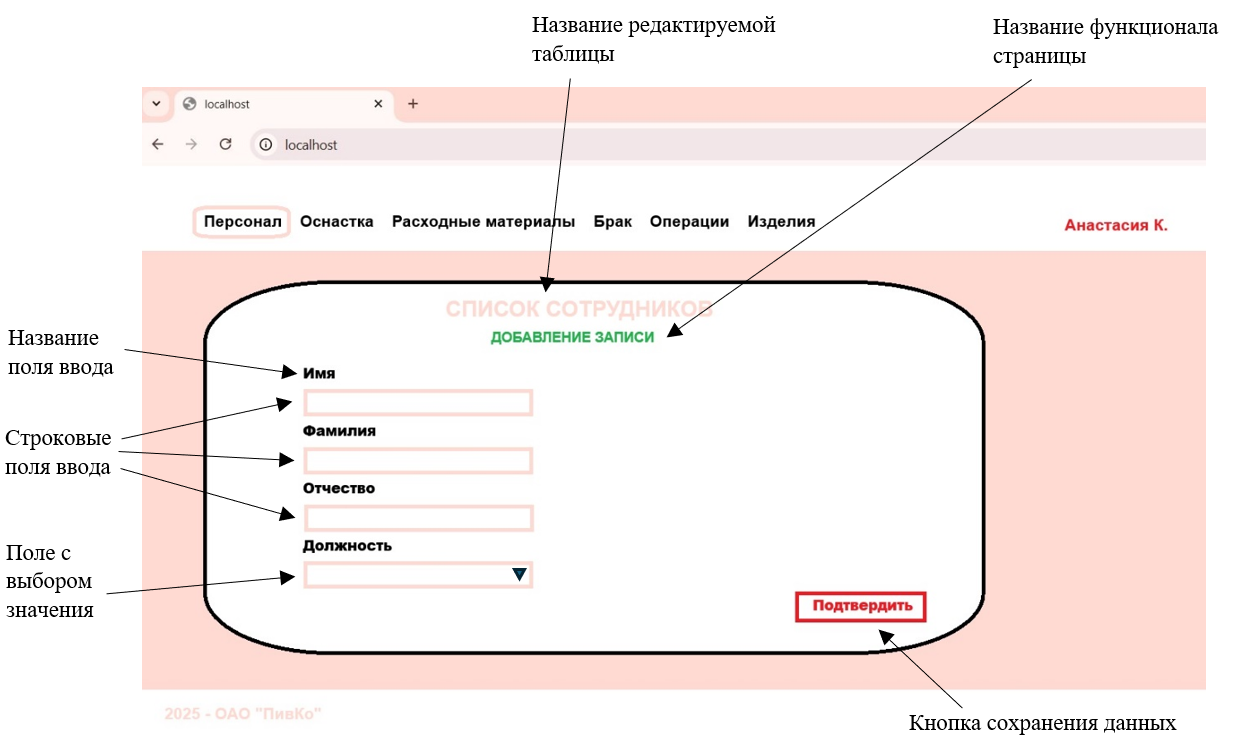 Название редактируемой
таблицы
Название функционала
страницы
localhost
localhost
Персонал Оснастка Расходные материалы Брак Операции Изделия
Анастасия К.
СПИСОК СОТРУДНИКОВ
ДОБАВЛЕНИЕ ЗАПИСИ
Название
поля ввода
Имя
Фамилия
Строковые
поля ввода
Отчество
Должность
Поле с
выбором
значения
Подтвердить
2025 - ОАО "ПивКо"
Кнопка сохранения данных